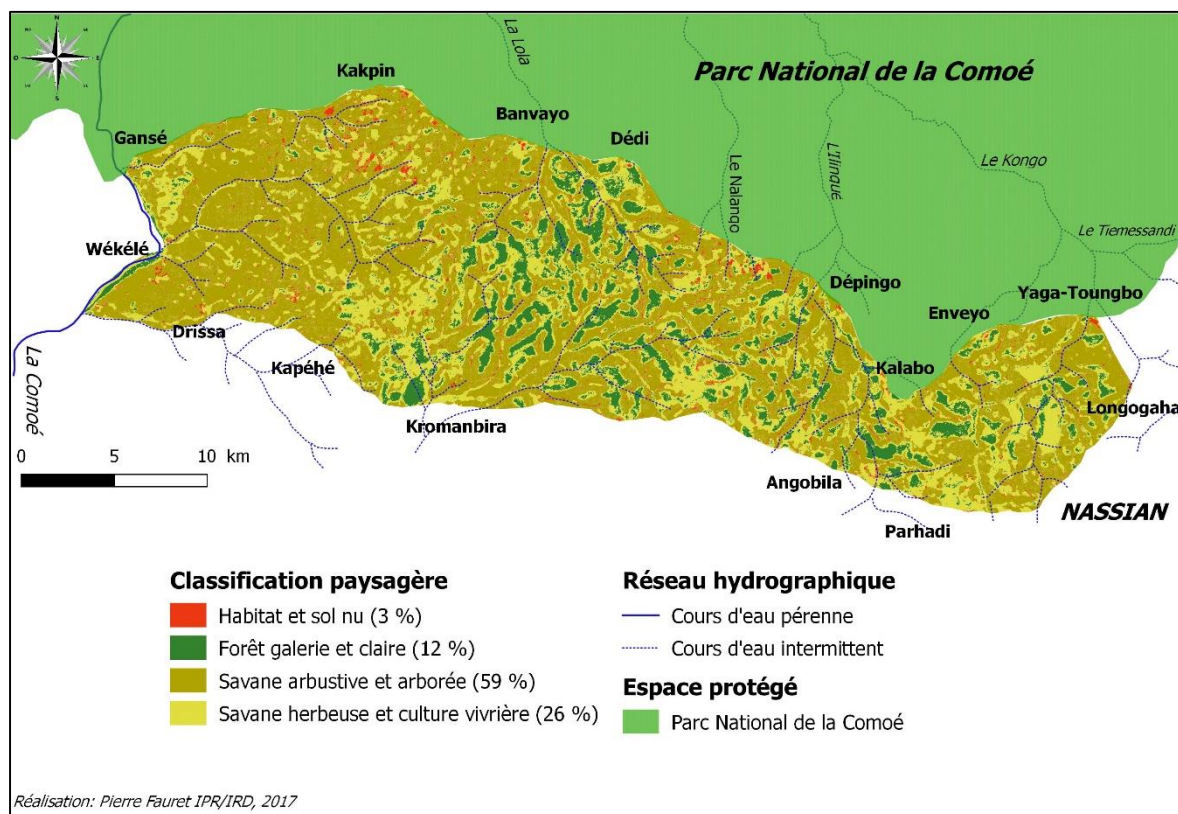 N
O
E
S
La Lola
Kakpin
Parc National de la Comoé
Banvayo
Gansé
Dédi
Le Nalanqo
L'Ilinqué
Le Kongo
Le Tiemessandi
Wékélé
Dépingo
Yaga-Toungbo
Enveyo
Drissa
La Comoé
Kapéhé
Kalabo
Longogaha
Kromanbira
0 5 10 km
Angobila
NASSIAN
Parhadi
Classification paysagère
Habitat et sol nu (3 %)
Forêt galerie et claire (12 %)
Savane arbustive et arborée (59 %)
Savane herbeuse et culture vivrière (26 %)
Réseau hydrographique
Cours d'eau pérenne
Cours d'eau intermittent
Espace protégé
Parc National de la Comoé
Réalisation: Pierre Fauret IPR/IRD, 2017